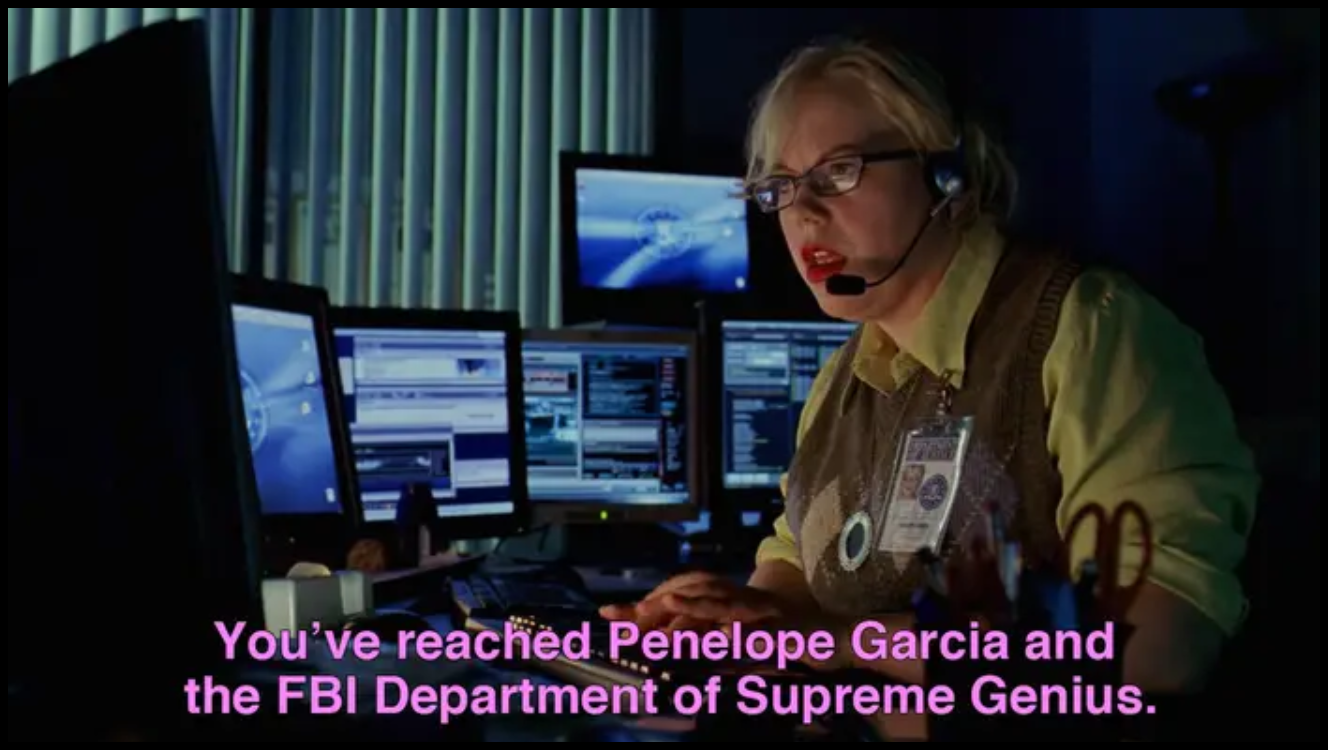 You’ve reached Penelope Garcia and
the FBI Department of Supreme Genius.